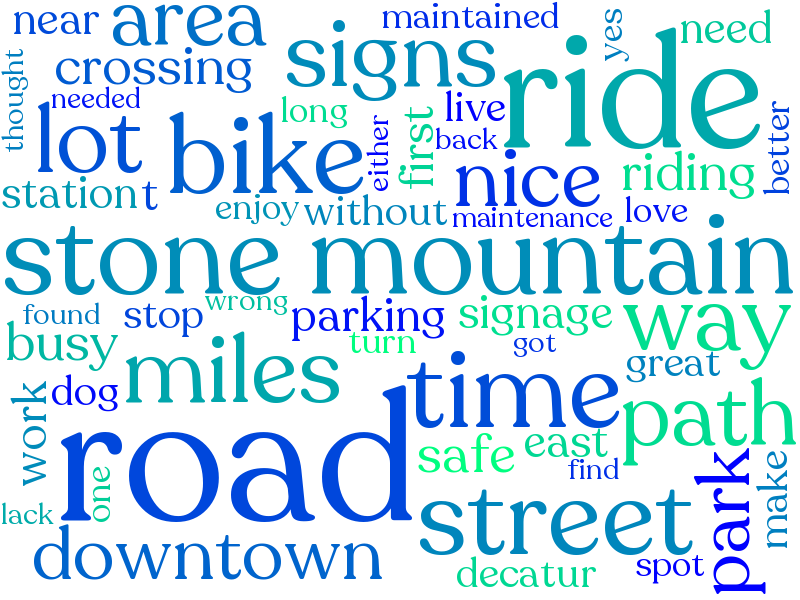 near area maintained yes need
crossing signs ride
thought needed long live first back better
lot bike either nice riding
station t enjoy without maintenance love
stone mountain
found stop wrong parking signage way
busy miles turn got great
work dog time path
road safe east find
lack one street park make
downtown decatur spot